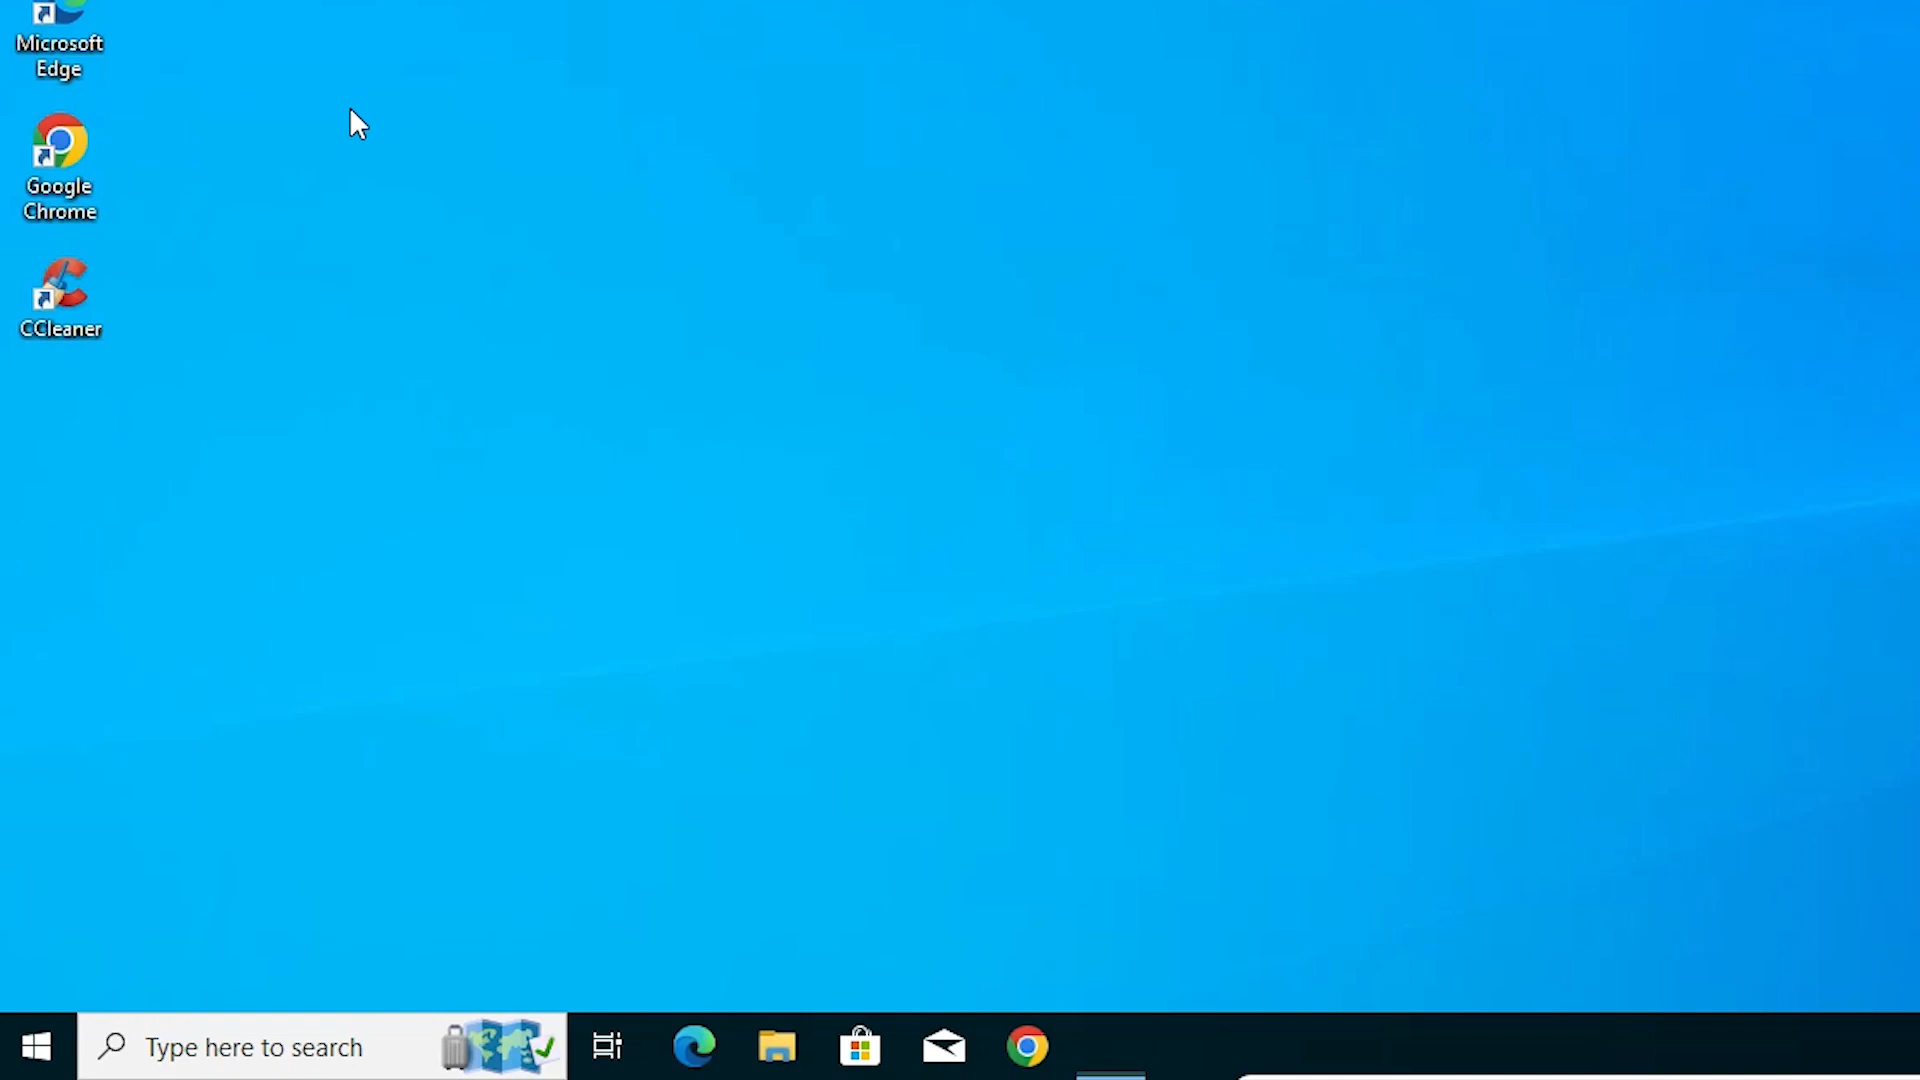 Microsoft
Edge
Google
Chrome
CCleaner
Type here to search